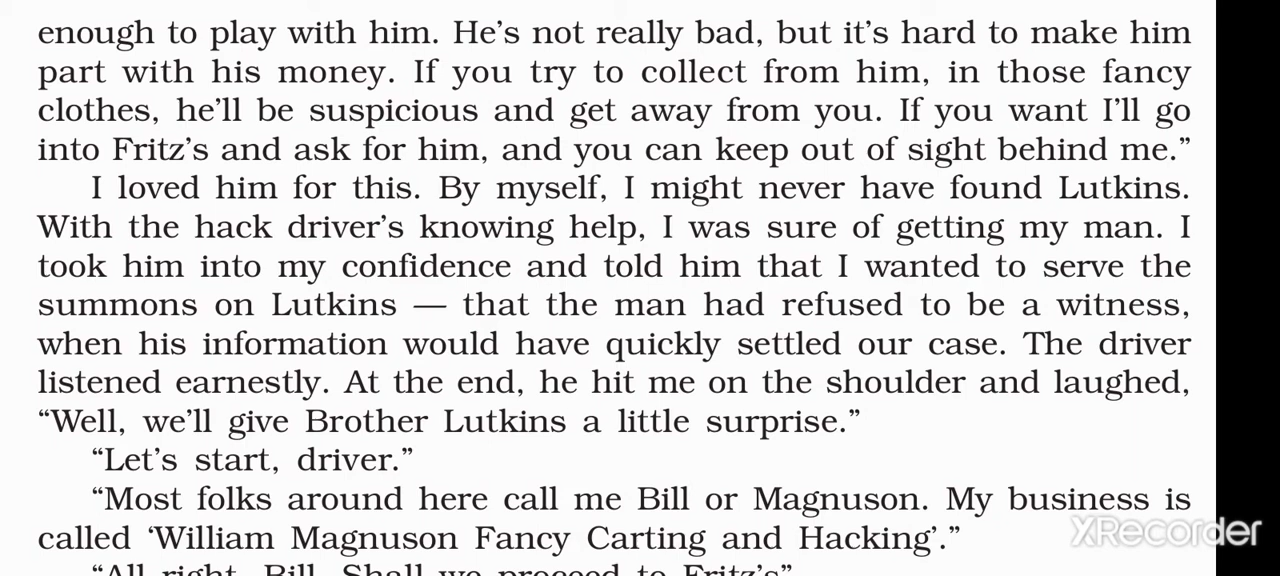 enough to play with him. He's not really bad, but it's hard to make him
part with his money. If you try to collect from him, in those fancy
clothes, he'll be suspicious and get away from you. If you want I'll go
into Fritz's and ask for him, and you can keep out of sight behind me.”
I loved him for this. By myself, I might never have found Lutkins.
With the hack driver's knowing help, I was sure of getting my man. I
took him into my confidence and told him that I wanted to serve the
summons on Lutkins — that the man had refused to be a witness,
when his information would have quickly settled our case. The driver
listened earnestly. At the end, he hit me on the shoulder and laughed,
“Well, we'll give Brother Lutkins a little surprise.”
“Let's start, driver.”
“Most folks around here call me Bill or Magnuson. My business is
called ‘William Magnuson Fancy Carting and Hacking’.”
“All right, Bill. Shall we proceed to Fritz's”
XRecorder